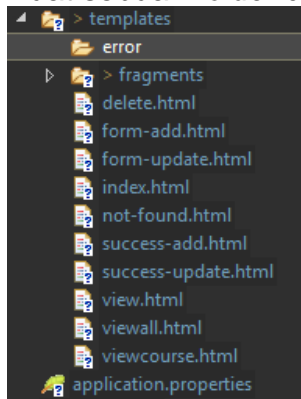 > templates
error
> fragments
delete.html
form-add.html
form-update.html
index.html
not-found.html
success-add.html
success-update.html
view.html
viewall.html
viewcourse.html
application.properties